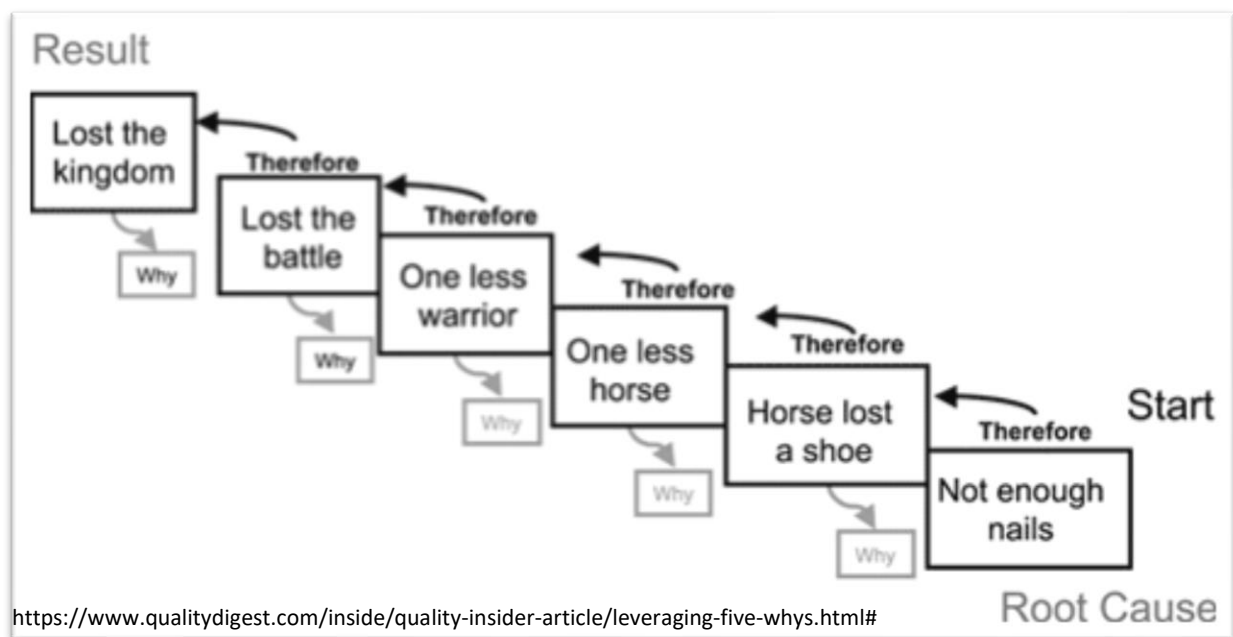 Result
Lost the
kingdom
Therefore
Why
Lost the
battle
Therefore
Why
One less
warrior
Therefore
Why
One less
horse
Therefore
Why
Horse lost
a shoe
Therefore
Why
Start
Not enough
nails
Root Cause
https://www.qualitydigest.com/inside/quality-insider-article/leveraging-five-whys.html#